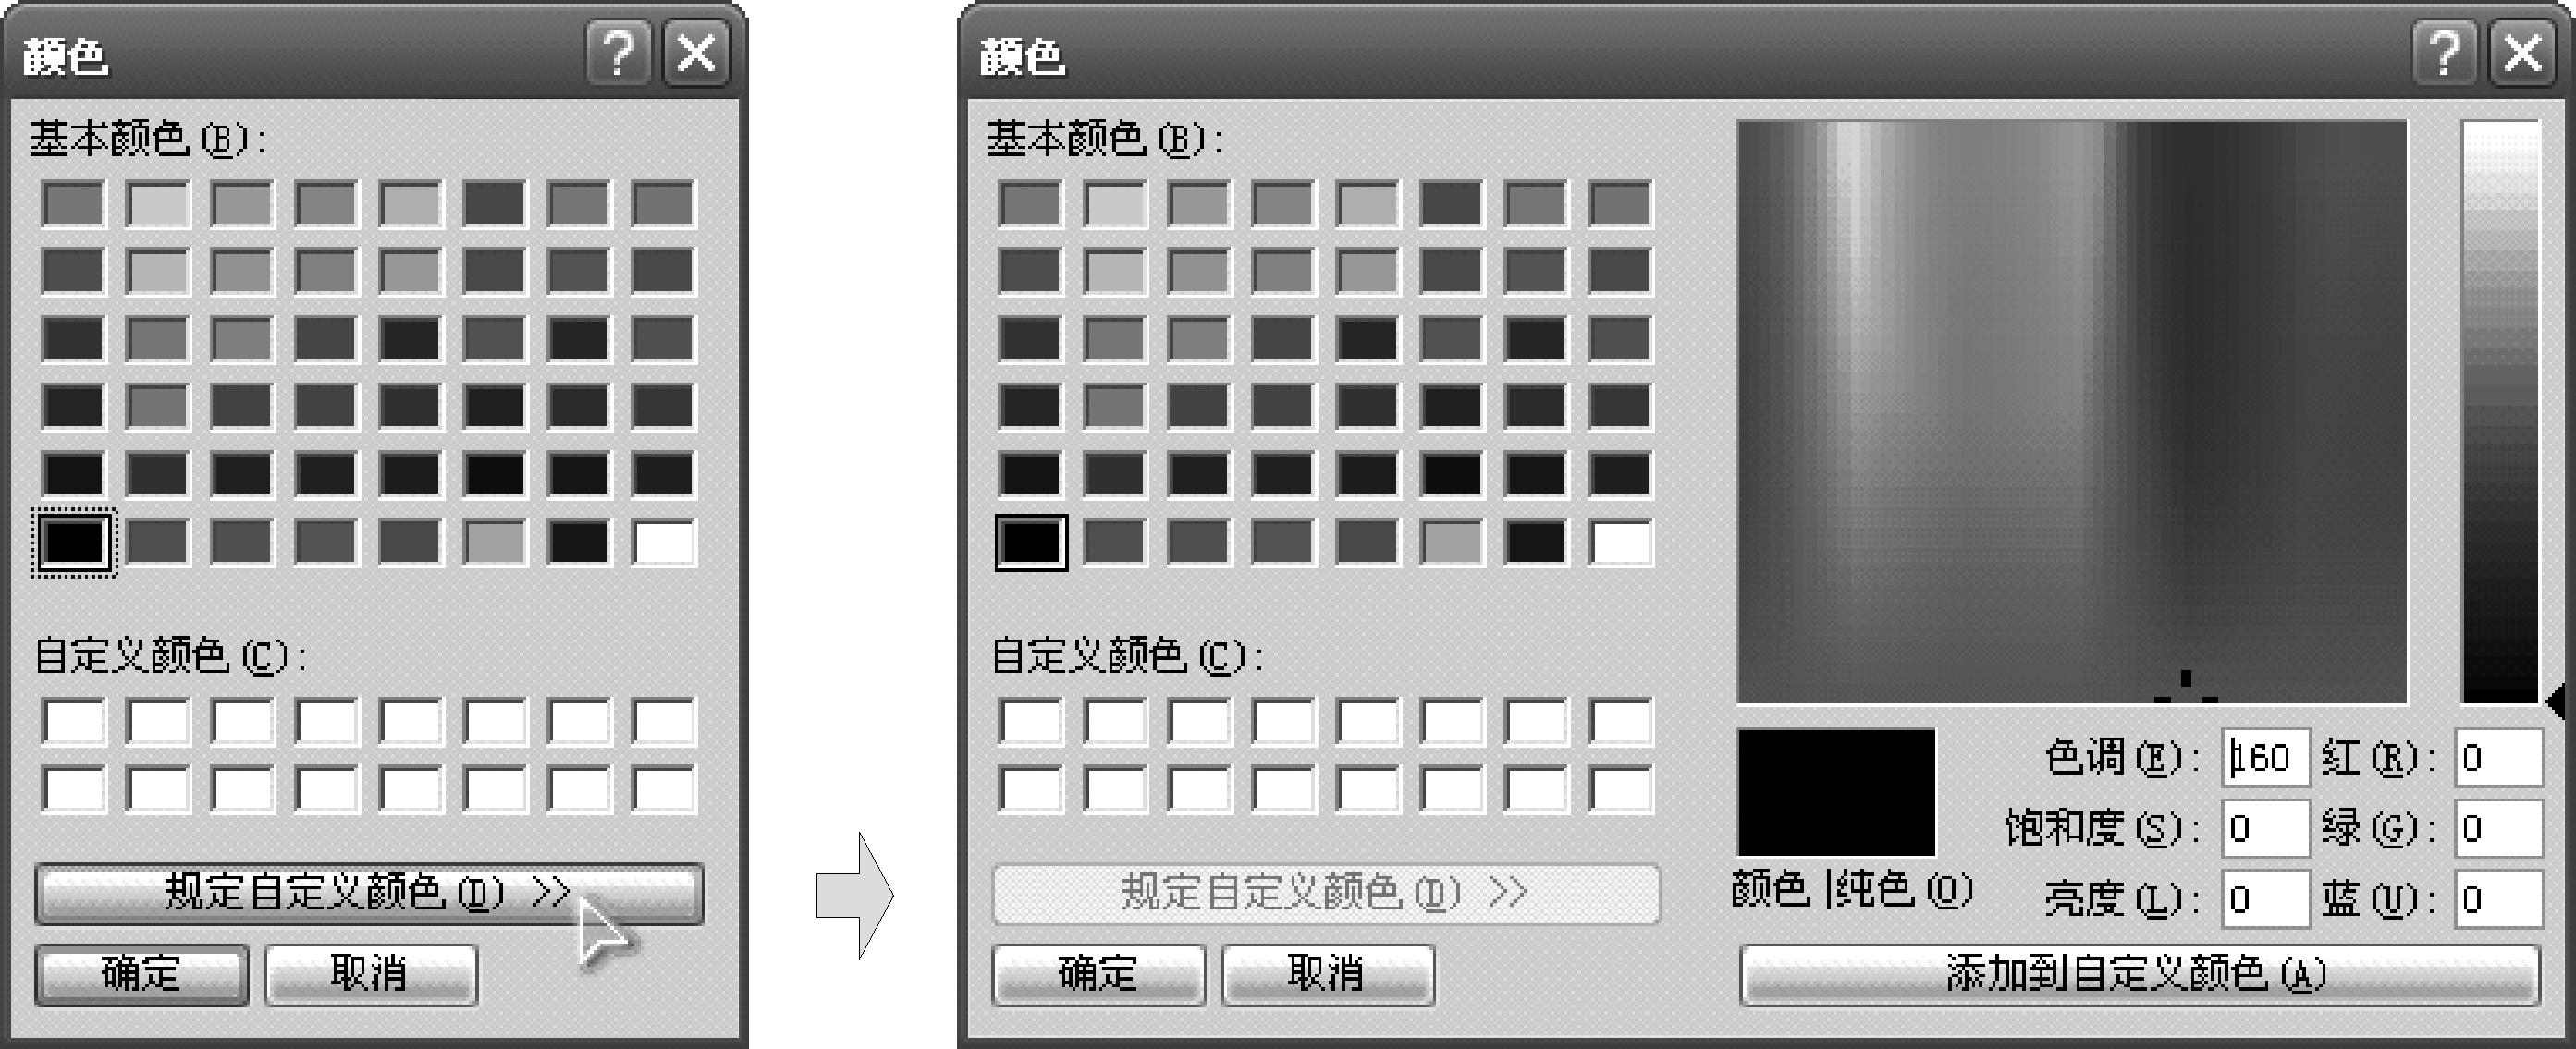 颜色
基本颜色(B):
自定义颜色(C):
规定自定义颜色(D) >>
确定 取消
颜色
基本颜色(B):
自定义颜色(C):
规定自定义颜色(D) >>
确定 取消
色调(E): 160 红(R): 0
饱和度(S): 0 绿(G): 0
颜色|纯色(O) 亮度(L): 0 蓝(U): 0
添加到自定义颜色(A)